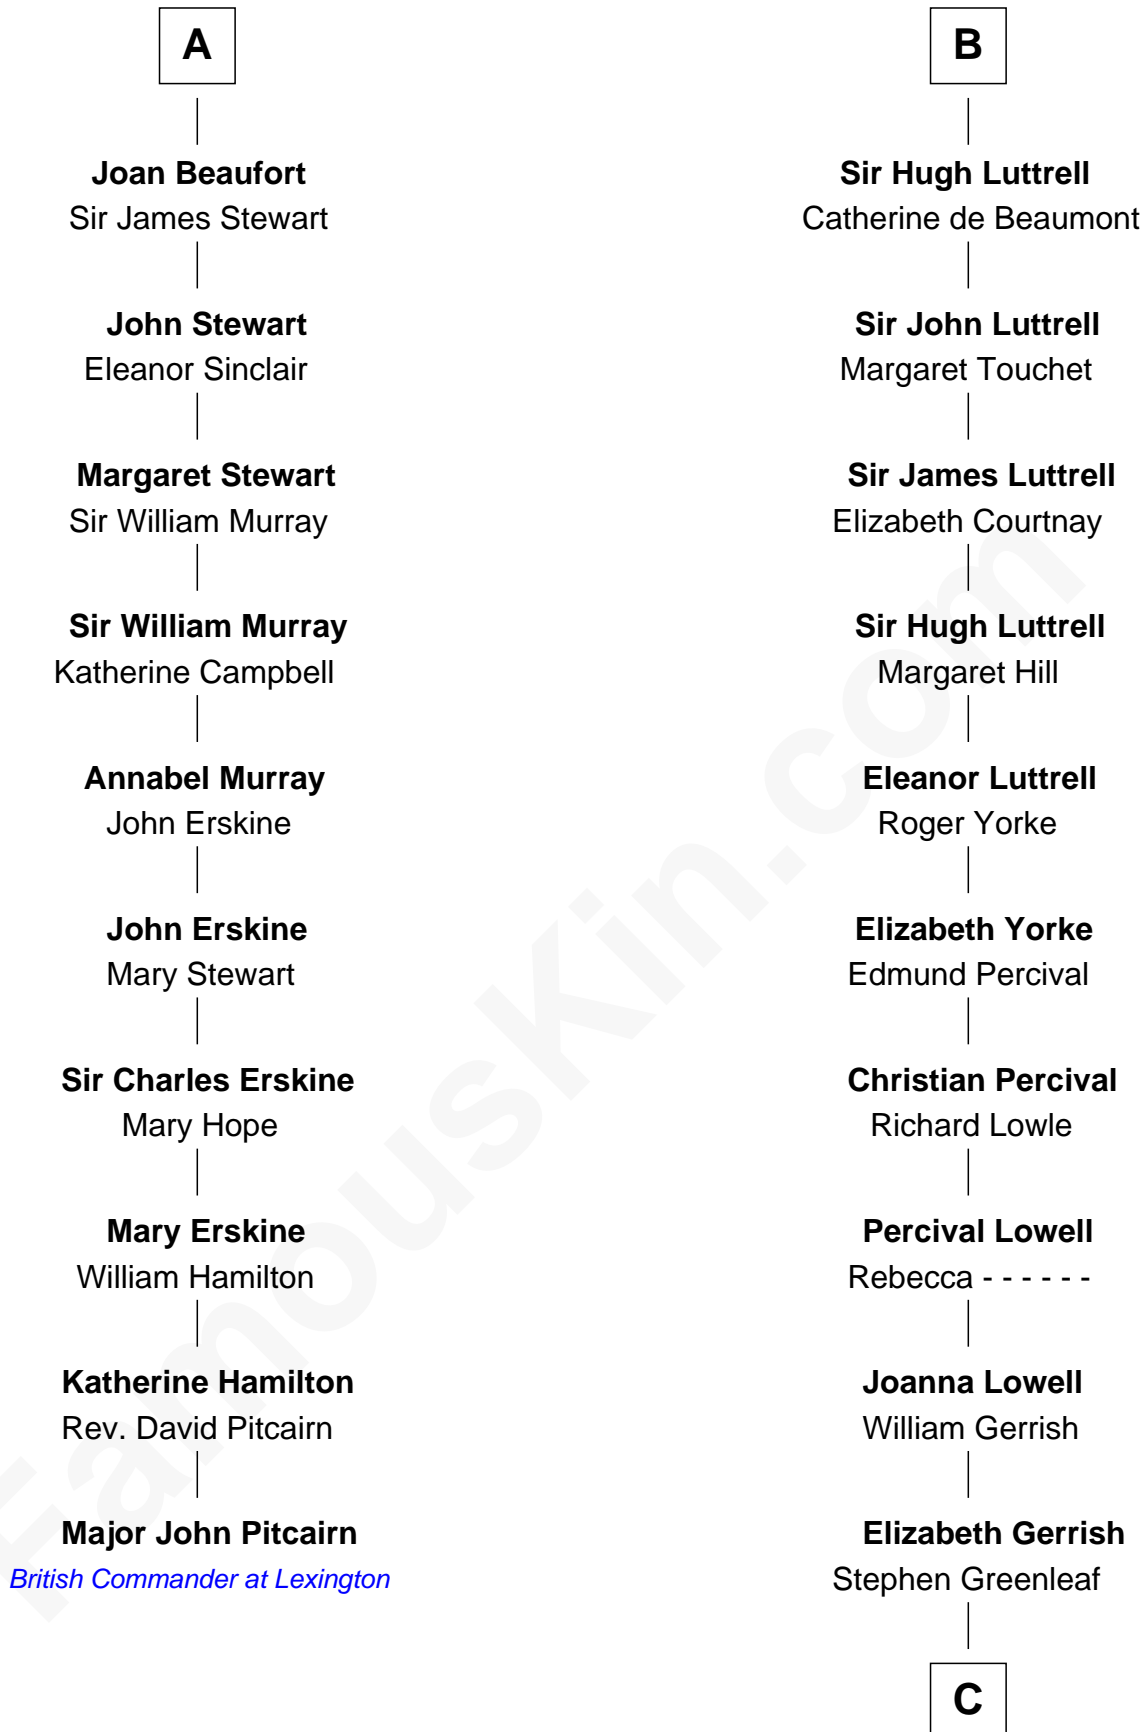 A
Joan Beaufort
Sir James Stewart
John Stewart
Eleanor Sinclair
Margaret Stewart
Sir William Murray
Sir William Murray
Katherine Campbell
Annabel Murray
John Erskine
John Erskine
Mary Stewart
Sir Charles Erskine
Mary Hope
Mary Erskine
William Hamilton
Katherine Hamilton
Rev. David Pitcairn
Major John Pitcairn
British Commander at Lexington
B
Sir Hugh Luttrell
Catherine de Beaumont
Sir John Luttrell
Margaret Touchet
Sir James Luttrell
Elizabeth Courtnay
Sir Hugh Luttrell
Margaret Hill
Eleanor Luttrell
Roger Yorke
Elizabeth Yorke
Edmund Percival
Christian Percival
Richard Lowle
Percival Lowell
Rebecca - - - - - -
Joanna Lowell
William Gerrish
Elizabeth Gerrish
Stephen Greenleaf
C
FamousKin.com